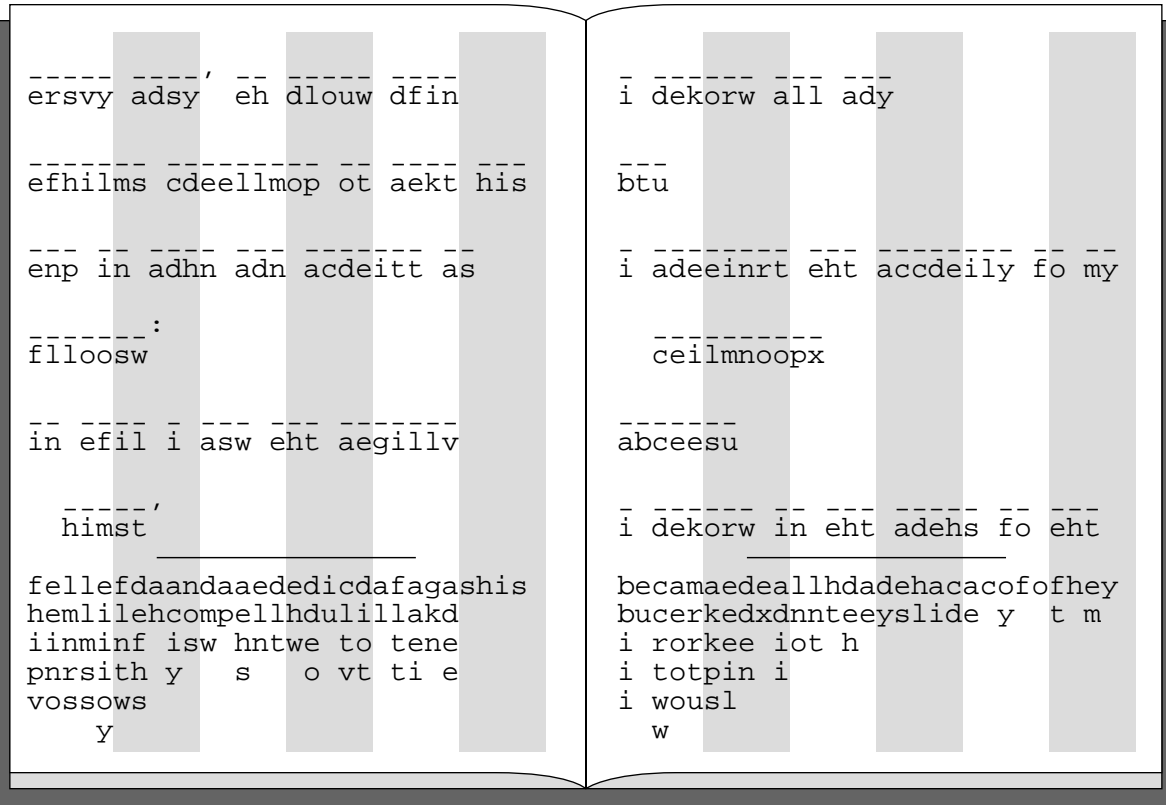 ersvy adsy, eh dlouw dfin
efhilms cdeellmop ot aekt his
enp in adhn adn acdeitt as
flloosw:
in efil i asw eht aegillv
himst,
fellefdaandaaededicdafagashis
hemlilehcompellhdulillakd
iinminf isw hntwe to tene
pnrsith y   s   o vt ti e
vossows
y
i dekorw all ady
btu
i adeeinrt eht accdeily fo my
ceilmnoopx
abceesu
i dekorw in eht adehs fo eht
becamaedeallhdadehacacofofhey
bucerkedxdnnteeyslide y  t m
i rorkee iot h
i totpin i
i wousl
w